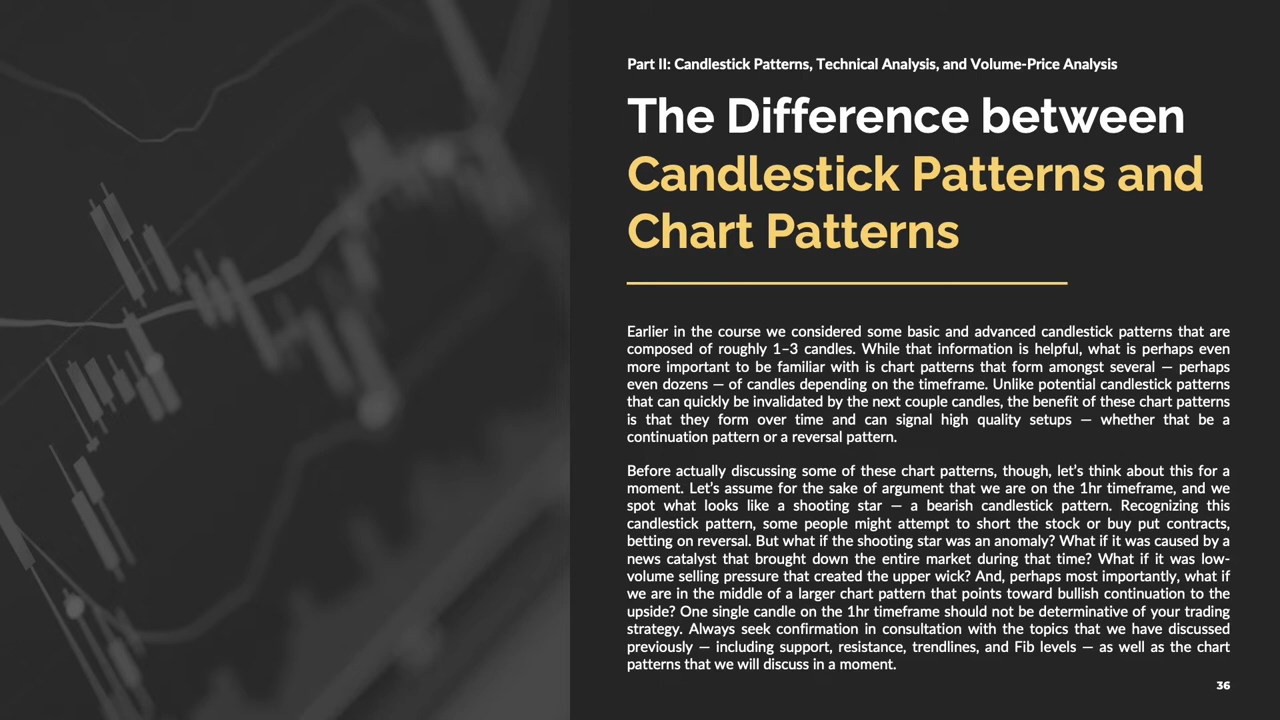 Part II: Candlestick Patterns, Technical Analysis, and Volume-Price Analysis
The Difference between
Candlestick Patterns and
Chart Patterns
Earlier in the course we considered some basic and advanced candlestick patterns that are
composed of roughly 1–3 candles. While that information is helpful, what is perhaps even
more important to be familiar with is chart patterns that form amongst several — perhaps
even dozens — of candles depending on the timeframe. Unlike potential candlestick patterns
that can quickly be invalidated by the next couple candles, the benefit of these chart patterns
is that they form over time and can signal high quality setups — whether that be a
continuation pattern or a reversal pattern.
Before actually discussing some of these chart patterns, though, let’s think about this for a
moment. Let’s assume for the sake of argument that we are on the 1hr timeframe, and we
spot what looks like a shooting star — a bearish candlestick pattern. Recognizing this
candlestick pattern, some people might attempt to short the stock or buy put contracts,
betting on reversal. But what if the shooting star was an anomaly? What if it was caused by a
news catalyst that brought down the entire market during that time? What if it was low-
volume selling pressure that created the upper wick? And, perhaps most importantly, what if
we are in the middle of a larger chart pattern that points toward bullish continuation to the
upside? One single candle on the 1hr timeframe should not be determinative of your trading
strategy. Always seek confirmation in consultation with the topics that we have discussed
previously — including support, resistance, trendlines, and Fib levels — as well as the chart
patterns that we will discuss in a moment.
36